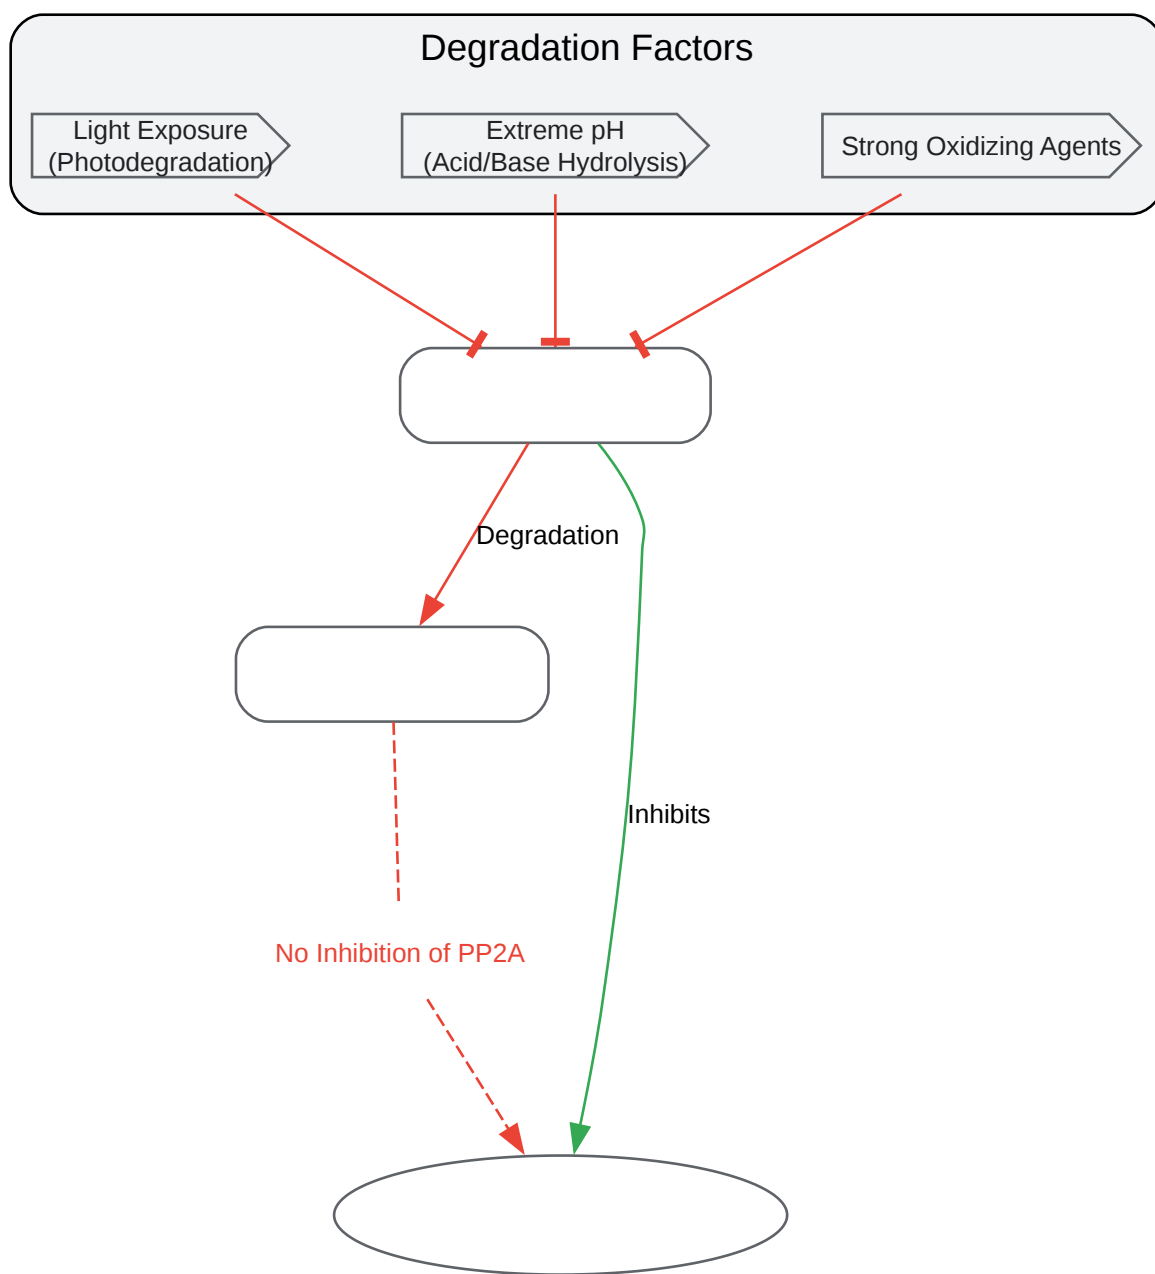 Degradation Factors
Light Exposure
(Photodegradation)
Extreme pH
(Acid/Base Hydrolysis)
Strong Oxidizing Agents
Degradation
Inhibits
No Inhibition of PP2A